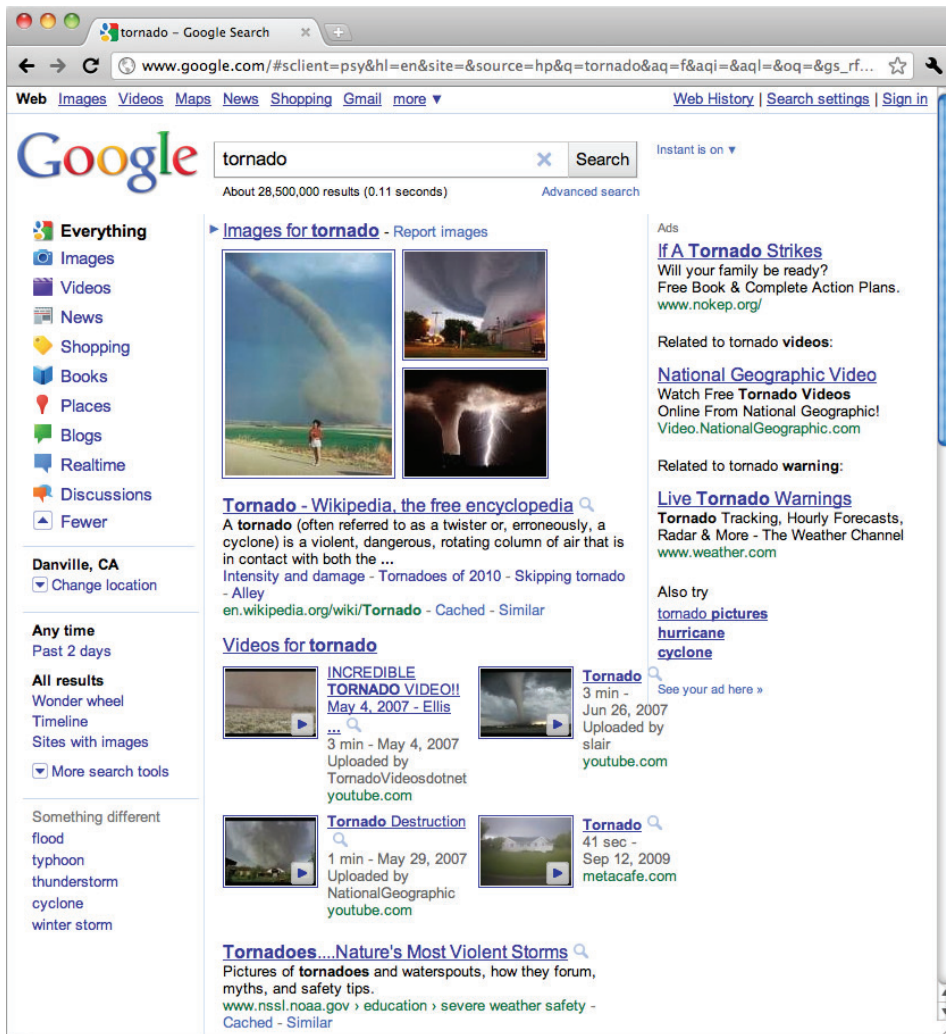 tornado – Google Search
www.google.com/#sclient=psy&hl=en&site=&source=hp&q=tornado&aq=f&aqi=&aql=&oq=&gs_rf...
Web Images Videos Maps News Shopping Gmail more ▼
Web History | Search settings | Sign in
Google
tornado
Search
Instant is on ▼
About 28,500,000 results (0.11 seconds)
Advanced search
Everything
Images
Videos
News
Shopping
Books
Places
Blogs
Realtime
Discussions
Fewer
Danville, CA
Change location
Any time
Past 2 days
All results
Wonder wheel
Timeline
Sites with images
More search tools
Something different
flood
typhoon
thunderstorm
cyclone
winter storm
Images for tornado - Report images
Tornado - Wikipedia, the free encyclopedia
A tornado (often referred to as a twister or, erroneously, a
cyclone) is a violent, dangerous, rotating column of air that is
in contact with both the ...
Intensity and damage - Tornadoes of 2010 - Skipping tornado
- Alley
en.wikipedia.org/wiki/Tornado - Cached - Similar
Videos for tornado
INCREDIBLE
TORNADO VIDEO!!
May 4, 2007 - Ellis
...
3 min - May 4, 2007
Uploaded by
TornadoVideosdotnet
youtube.com
Tornado
3 min -
Jun 26, 2007
Uploaded by
slair
youtube.com
Tornado Destruction
1 min - May 29, 2007
Uploaded by
NationalGeographic
youtube.com
Tornado
41 sec -
Sep 12, 2009
metacafe.com
Tornadoes....Nature's Most Violent Storms
Pictures of tornadoes and waterspouts, how they forum,
myths, and safety tips.
www.nssl.noaa.gov › education › severe weather safety -
Cached - Similar
Ads
If A Tornado Strikes
Will your family be ready?
Free Book & Complete Action Plans.
www.nokep.org/
Related to tornado videos:
National Geographic Video
Watch Free Tornado Videos
Online From National Geographic!
Video.NationalGeographic.com
Related to tornado warning:
Live Tornado Warnings
Tornado Tracking, Hourly Forecasts,
Radar & More - The Weather Channel
www.weather.com
Also try
tornado pictures
hurricane
cyclone
See your ad here »